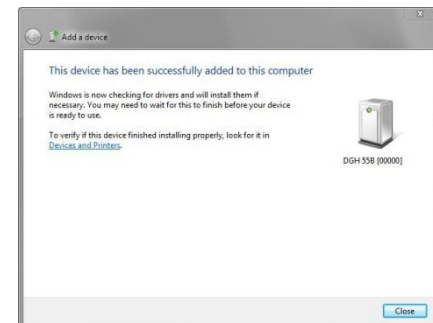 Add a device
This device has been successfully added to this computer
Windows is now checking for drivers and will install them if
necessary. You may need to wait for this to finish before your device
is ready to use.
To verify if this device finished installing properly, look for it in
Devices and Printers.
DGH 55B [00000]
Close